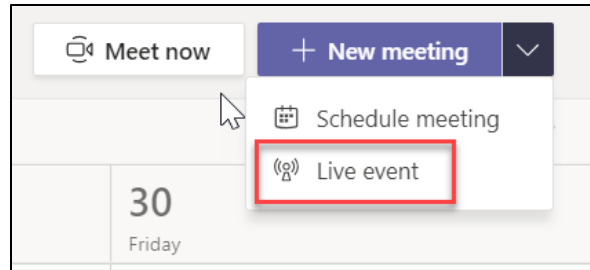 Meet now
+ New meeting
Schedule meeting
Live event
30
Friday